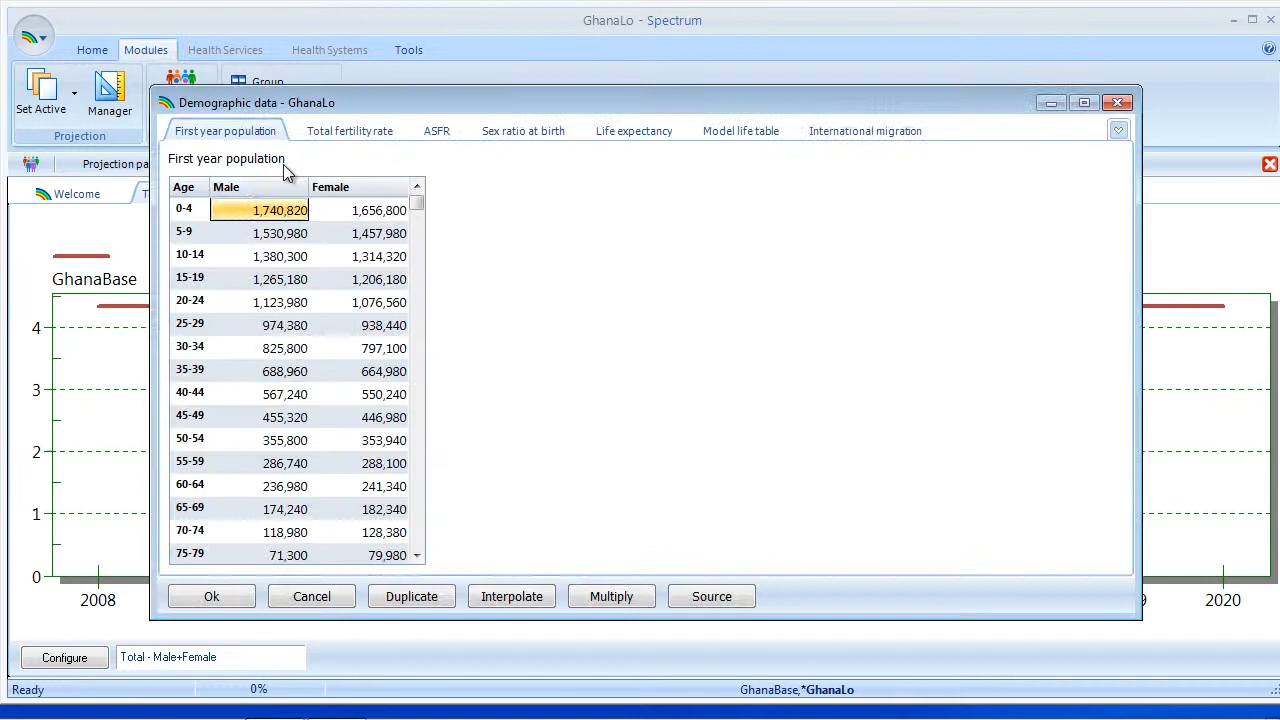 GhanaLo - Spectrum
Home Modules Health Services Health Systems Tools
Set Active Manager Group
Projection
Demographic data - GhanaLo
First year population Total fertility rate ASFR Sex ratio at birth Life expectancy Model life table International migration
Projection pa
First year population
Welcome T
Age Male Female
0-4 1,740,820 1,656,800
5-9 1,530,980 1,457,980
10-14 1,380,300 1,314,320
15-19 1,265,180 1,206,180
20-24 1,123,980 1,076,560
25-29 974,380 938,440
30-34 825,800 797,100
35-39 688,960 664,980
40-44 567,240 550,240
45-49 455,320 446,980
50-54 355,800 353,940
55-59 286,740 288,100
60-64 236,980 241,340
65-69 174,240 182,340
70-74 118,980 128,380
75-79 71,300 79,980
GhanaBase
4
3
2
1
0
2008 9 2020
Ok Cancel Duplicate Interpolate Multiply Source
Configure Total - Male+Female
Ready 0% GhanaBase,*GhanaLo